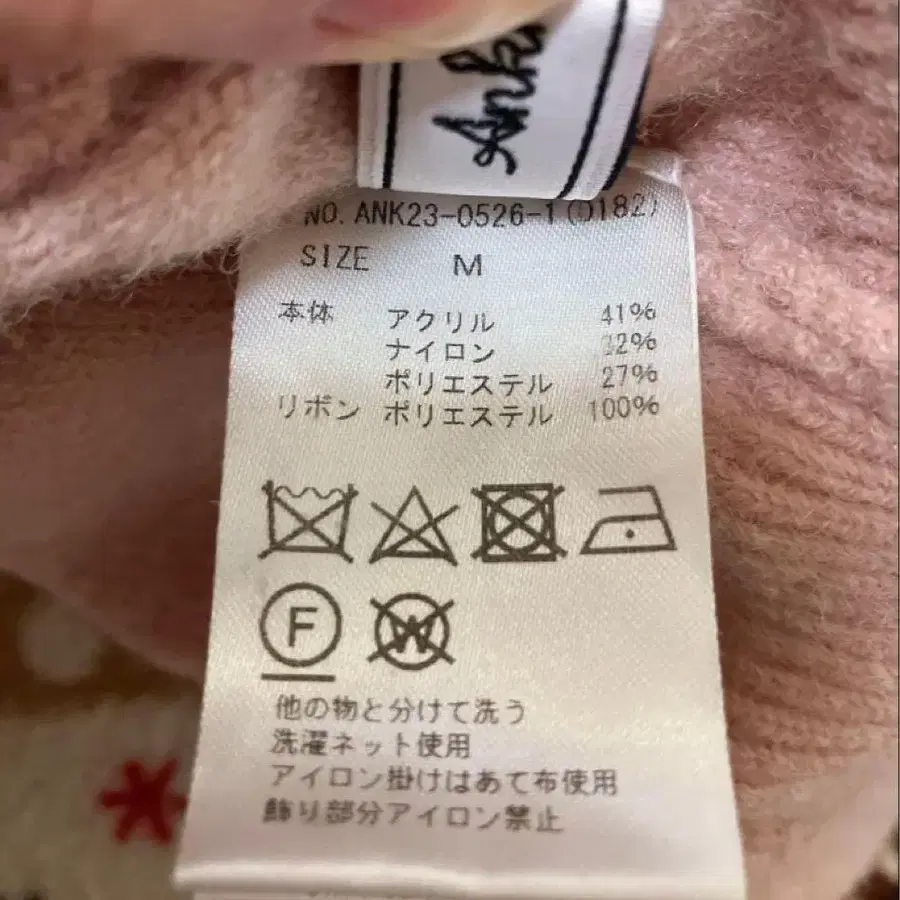 Ank
NO. ANK23-0526-1(D182)
SIZE M
本体 アクリル 41%
ナイロン 32%
ポリエステル 27%
リボン ポリエステル 100%
F
W
他の物と分けて洗う
洗濯ネット使用
アイロン掛けはあて布使用
飾り部分アイロン禁止